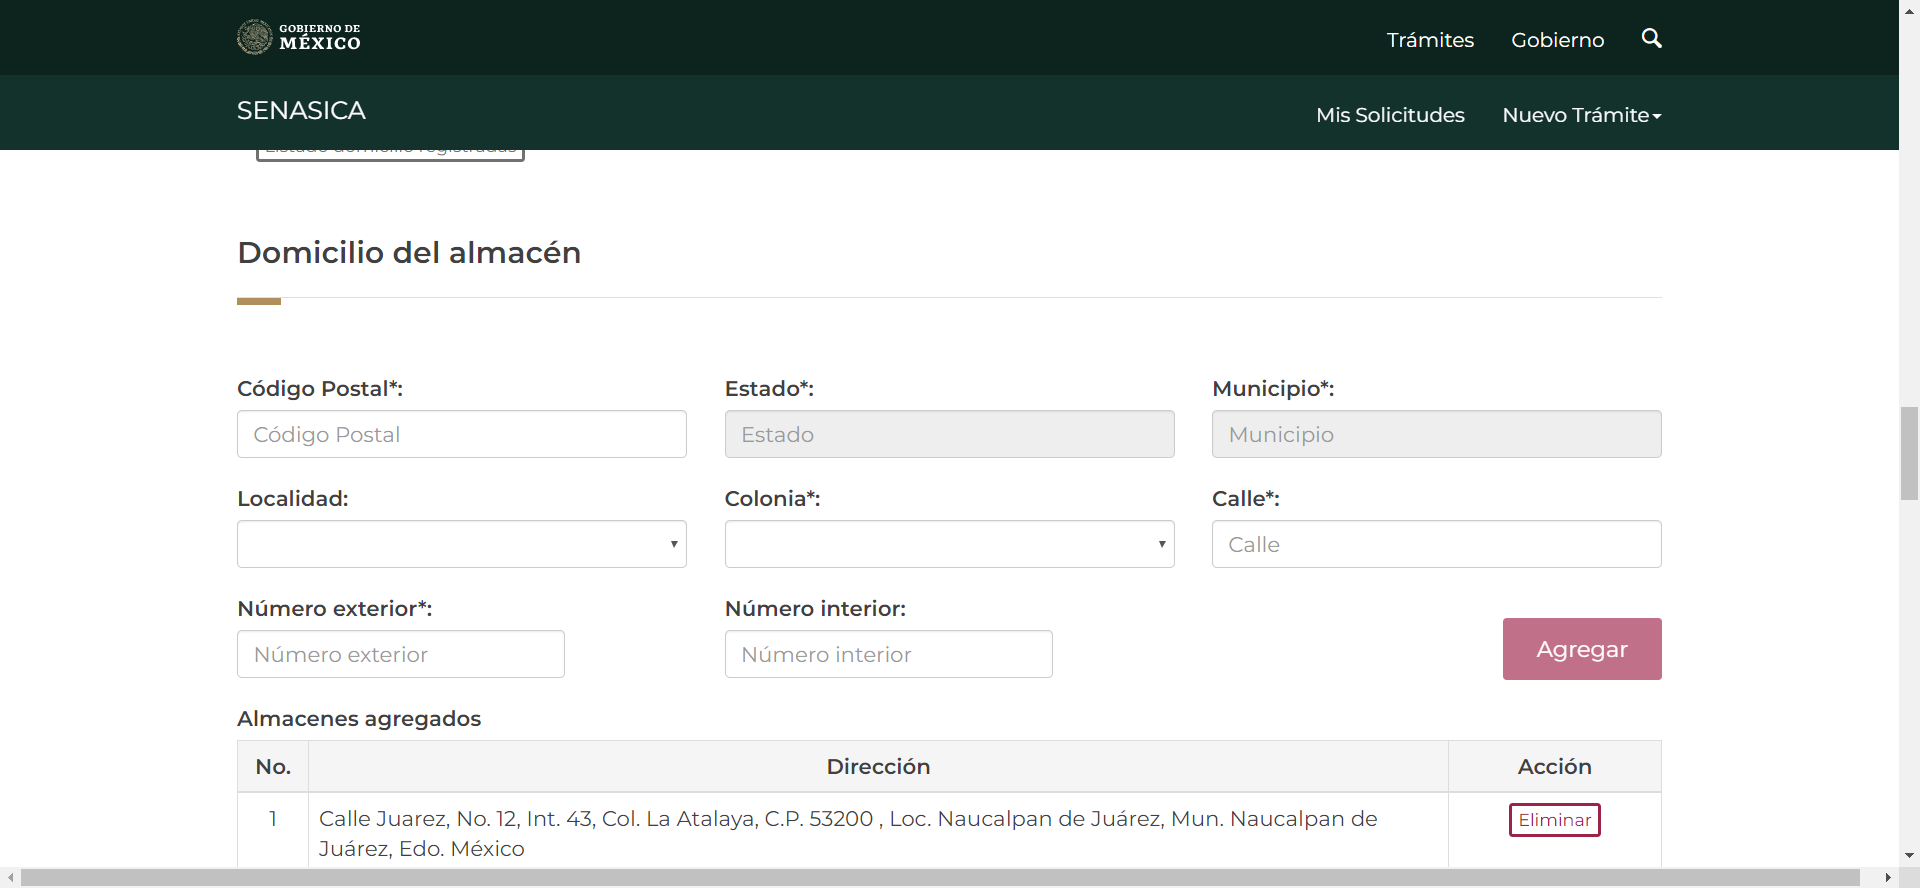 GOBIERNO DE
MÉXICO
Trámites
Gobierno
SENASICA
Mis Solicitudes
Nuevo Trámite
Listado domicilio registradas
Domicilio del almacén
Código Postal*:
Estado*:
Municipio*:
Código Postal
Estado
Municipio
Localidad:
Colonia*:
Calle*:
Calle
Número exterior*:
Número interior:
Número exterior
Número interior
Agregar
Almacenes agregados
No.
Dirección
Acción
1
Calle Juarez, No. 12, Int. 43, Col. La Atalaya, C.P. 53200 , Loc. Naucalpan de Juárez, Mun. Naucalpan de
Juárez, Edo. México
Eliminar